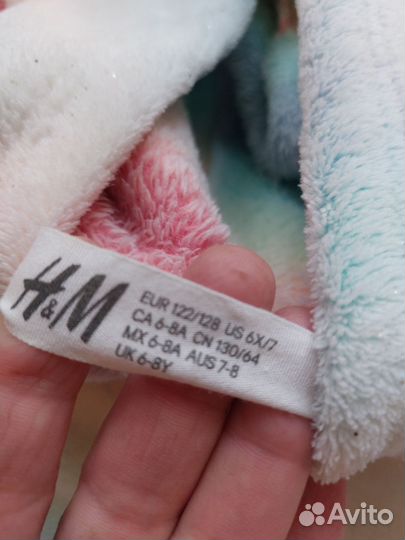 H&M
EUR 122/128 US 6X/7
CA 6-8A CN 130/64
MX 6-8A AUS 7-8
UK 6-8Y
Avito